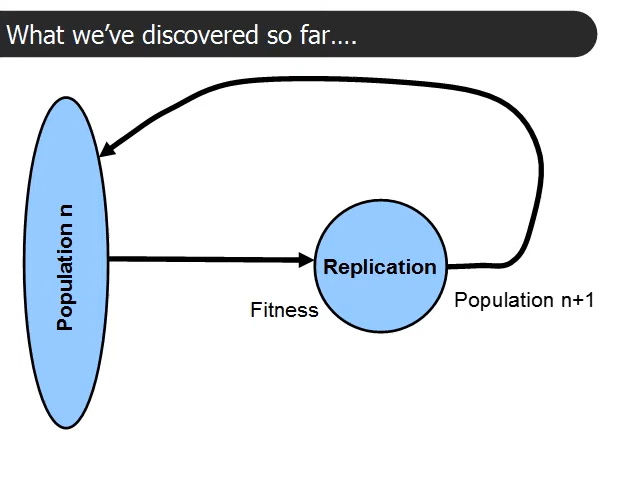 What we've discovered so far....
Population n
Replication
Fitness
Population n+1